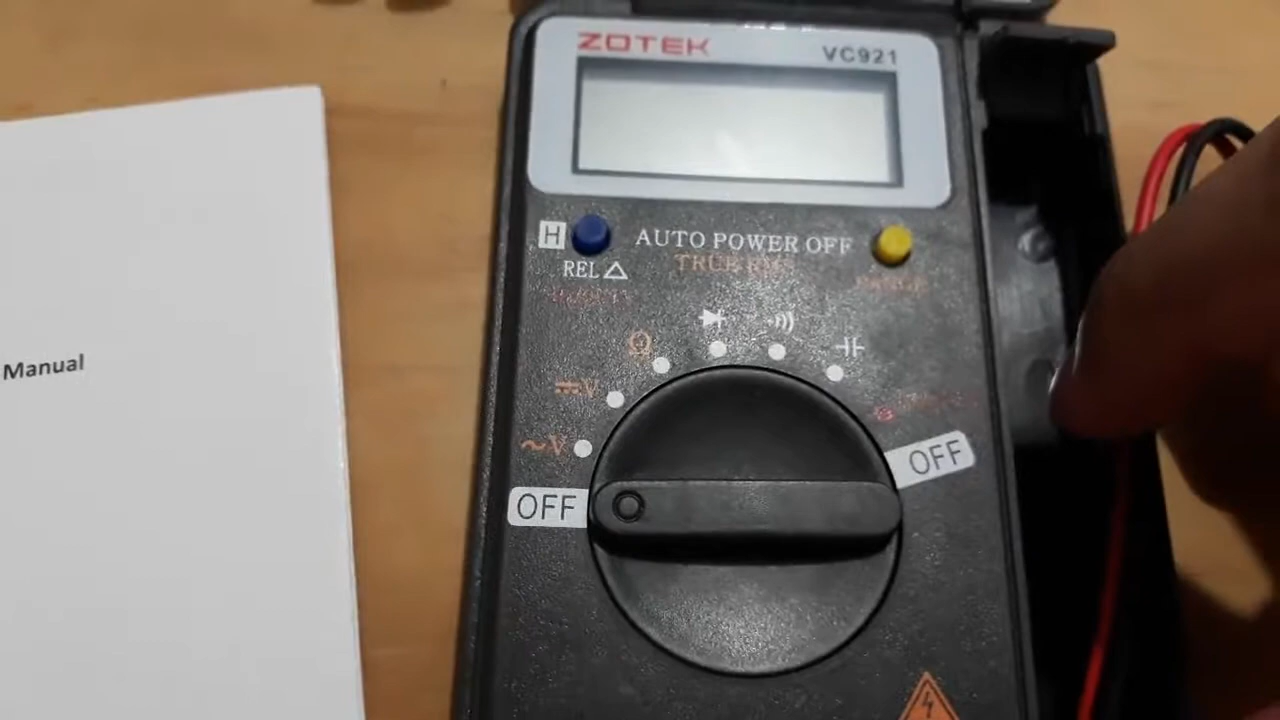 ZOTEK
VC921
Manual
H
AUTO POWER OFF
REL△
TRUE RMS
Ω
V
~V
OFF
OFF